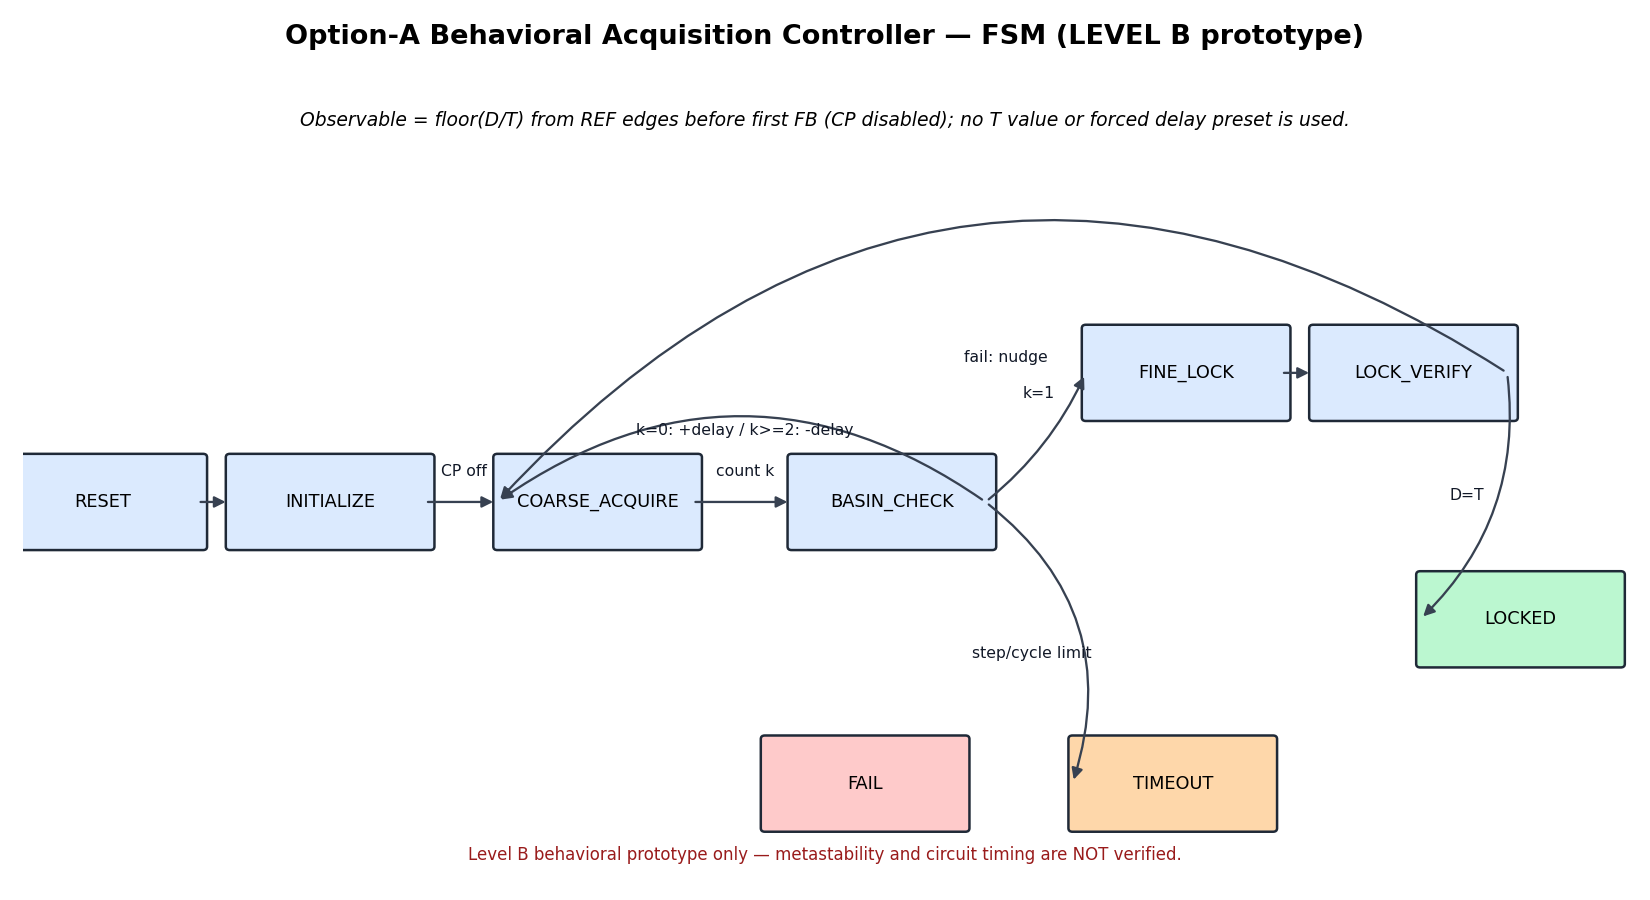 Option-A Behavioral Acquisition Controller — FSM (LEVEL B prototype)
Observable = floor(D/T) from REF edges before first FB (CP disabled); no T value or forced delay preset is used.
fail: nudge
FINE_LOCK
LOCK_VERIFY
k=1
k=0: +delay / k>=2: -delay
CP off
count k
RESET
INITIALIZE
COARSE_ACQUIRE
BASIN_CHECK
D=T
LOCKED
step/cycle limit
FAIL
TIMEOUT
Level B behavioral prototype only — metastability and circuit timing are NOT verified.